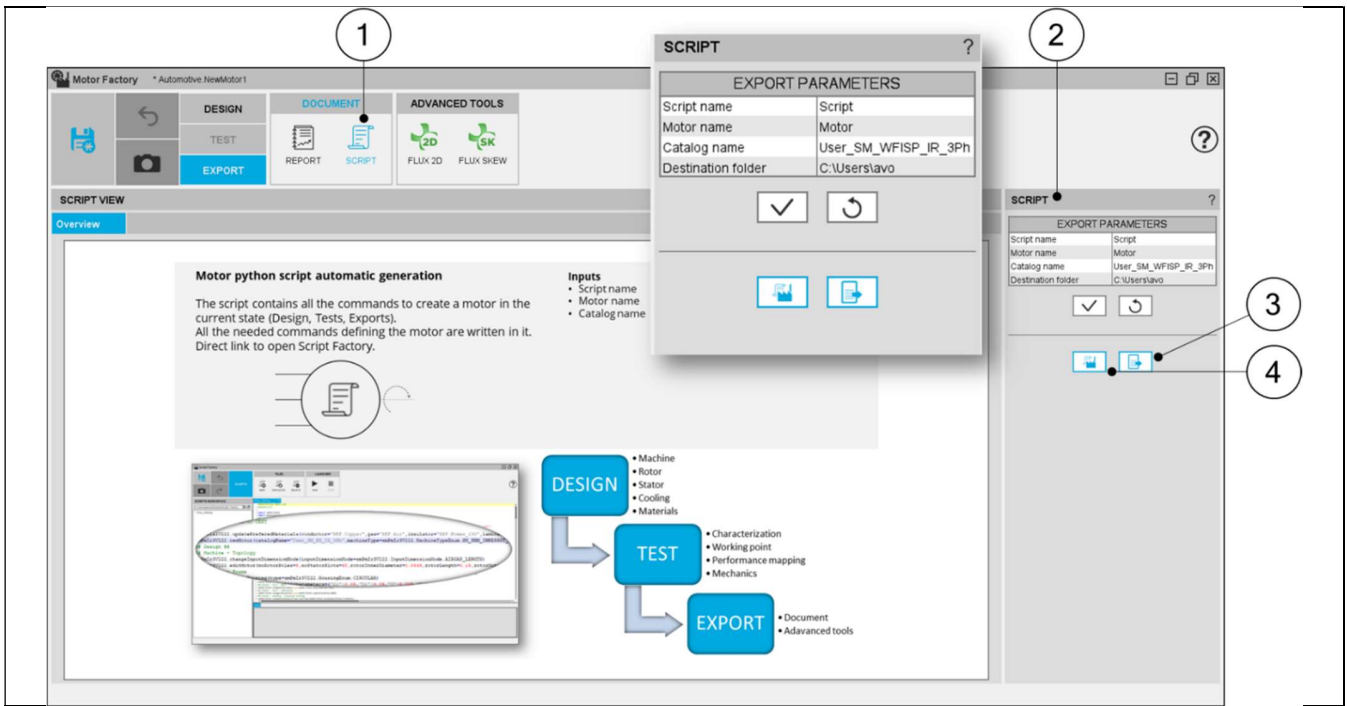 1
2
SCRIPT ?
EXPORT PARAMETERS
Script name Script
Motor name Motor
Catalog name User_SM_WFISP_IR_3Ph
Destination folder C:\Users\avo
Motor Factory * Automotive.NewMotor1
DESIGN
TEST
EXPORT
DOCUMENT
REPORT SCRIPT
ADVANCED TOOLS
2D SK
FLUX 2D FLUX SKEW
?
SCRIPT VIEW
Overview
SCRIPT ?
EXPORT PARAMETERS
Script name Script
Motor name Motor
Catalog name User_SM_WFISP_IR_3Ph
Destination folder C:\Users\avo
3
4
Motor python script automatic generation
The script contains all the commands to create a motor in the
current state (Design, Tests, Exports).
All the needed commands defining the motor are written in it.
Direct link to open Script Factory.
Inputs
• Script name
• Motor name
• Catalog name
DESIGN
• Machine
• Rotor
• Stator
• Cooling
• Materials
TEST
• Characterization
• Working point
• Performance mapping
• Mechanics
EXPORT
• Document
• Adavanced tools